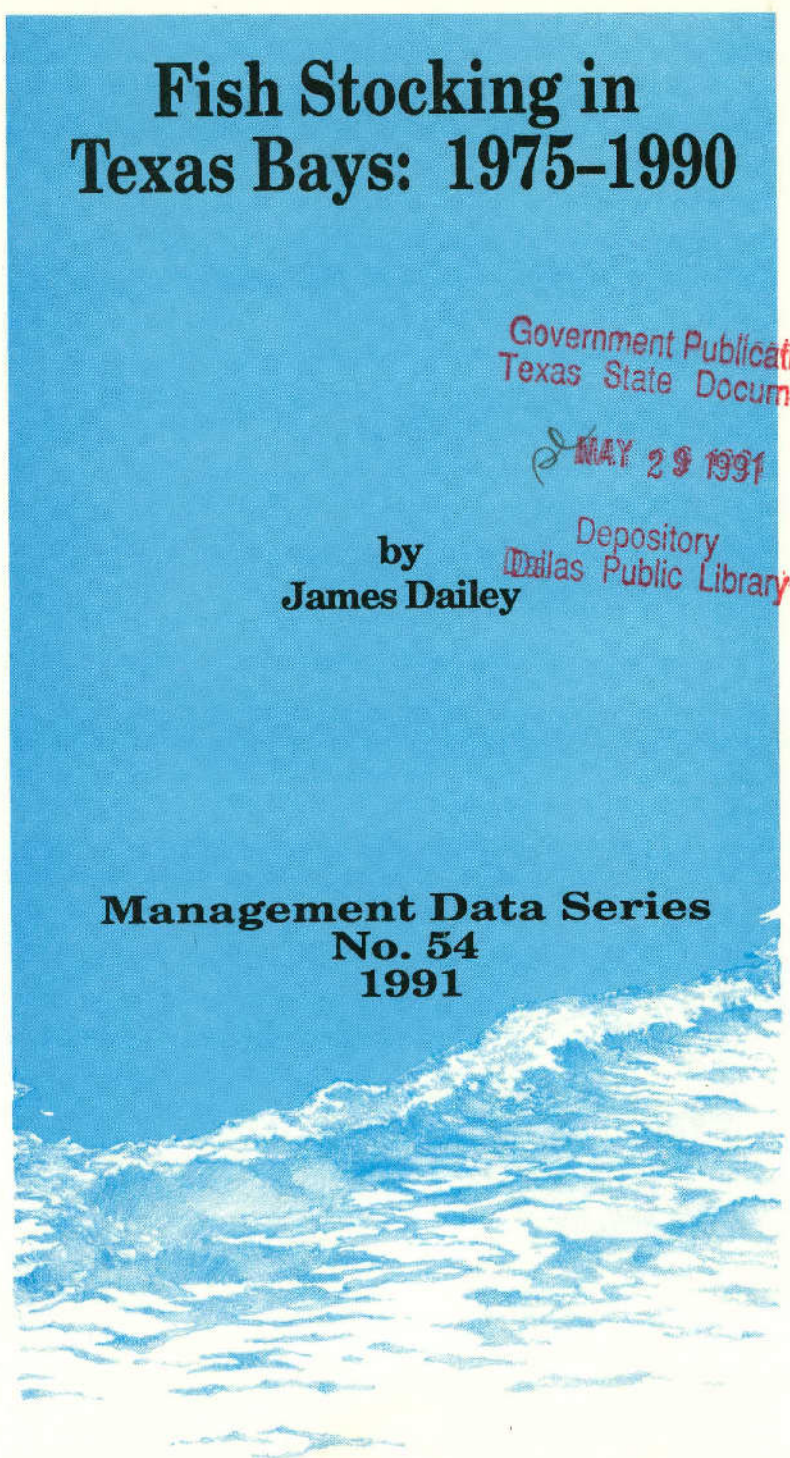 Fish Stocking in
Texas Bays: 1975–1990
Government Publicati
Texas State Docum
MAY 29 1991
Depository
Dallas Public Library
by
James Dailey
Management Data Series
No. 54
1991